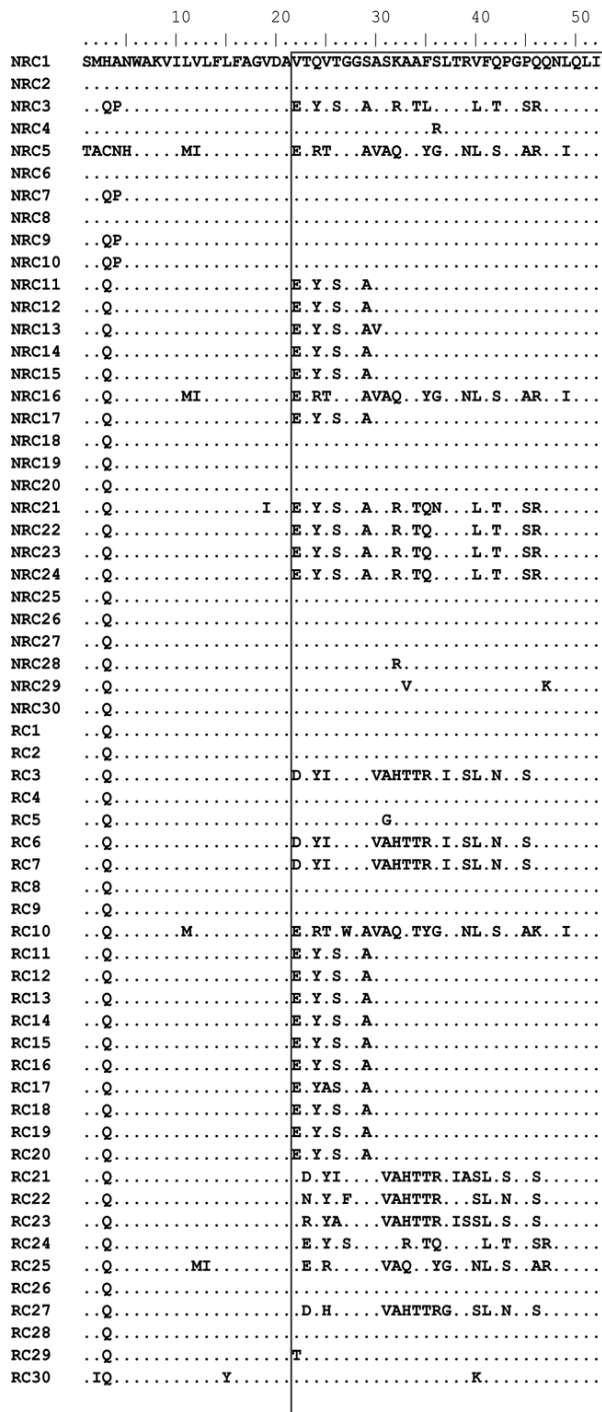 10 20 30 40 50
NRC1 SMHANWAKVILVLFLFAGVDAVTQVTGGSASKAAFSLTRVFQPGPQQNLQLI
NRC2 ....................................................
NRC3 ..QP.................E.Y.S..A..R.TL....L.T..SR......
NRC4 ...................................R................
NRC5 TACNH.....MI.........E.RT...AVAQ..YG..NL.S..AR..I...
NRC6 ....................................................
NRC7 ..QP................................................
NRC8 ....................................................
NRC9 ..QP................................................
NRC10 ..QP................................................
NRC11 ..Q..................E.Y.S..A.......................
NRC12 ..Q..................E.Y.S..A.......................
NRC13 ..Q..................E.Y.S..AV......................
NRC14 ..Q..................E.Y.S..A.......................
NRC15 ..Q..................E.Y.S..A.......................
NRC16 ..Q.......MI.........E.RT...AVAQ..YG..NL.S..AR..I...
NRC17 ..Q..................E.Y.S..A.......................
NRC18 ..Q.................................................
NRC19 ..Q.................................................
NRC20 ..Q.................................................
NRC21 ..Q...............I..E.Y.S..A..R.TQN...L.T..SR......
NRC22 ..Q..................E.Y.S..A..R.TQ....L.T..SR......
NRC23 ..Q..................E.Y.S..A..R.TQ....L.T..SR......
NRC24 ..Q..................E.Y.S..A..R.TQ....L.T..SR......
NRC25 ..Q.................................................
NRC26 ..Q.................................................
NRC27 ..Q.................................................
NRC28 ..Q............................R....................
NRC29 ..Q.............................V.............K.....
NRC30 ..Q.................................................
RC1 ..Q.................................................
RC2 ..Q.................................................
RC3 ..Q..................D.YI....VAHTTR.I.SL.N..S.......
RC4 ..Q.................................................
RC5 ..Q...........................G.....................
RC6 ..Q..................D.YI....VAHTTR.I.SL.N..S.......
RC7 ..Q..................D.YI....VAHTTR.I.SL.N..S.......
RC8 ..Q.................................................
RC9 ..Q.................................................
RC10 ..Q.......M..........E.RT.W.AVAQ.TYG..NL.S..AK..I...
RC11 ..Q..................E.Y.S..A.......................
RC12 ..Q..................E.Y.S..A.......................
RC13 ..Q..................E.Y.S..A.......................
RC14 ..Q..................E.Y.S..A.......................
RC15 ..Q..................E.Y.S..A.......................
RC16 ..Q..................E.Y.S..A.......................
RC17 ..Q..................E.YAS..A.......................
RC18 ..Q..................E.Y.S..A.......................
RC19 ..Q..................E.Y.S..A.......................
RC20 ..Q..................E.Y.S..A.......................
RC21 ..Q...................D.YI....VAHTTR.IASL.S..S......
RC22 ..Q...................N.Y.F...VAHTTR...SL.N..S......
RC23 ..Q...................R.YA....VAHTTR.ISSL.S..S......
RC24 ..Q...................E.Y.S.....R.TQ....L.T..SR.....
RC25 ..Q........MI.........E.R.....VAQ..YG..NL.S..AR.....
RC26 ..Q.................................................
RC27 ..Q...................D.H.....VAHTTRG..SL.N..S......
RC28 ..Q.................................................
RC29 ..Q..................T..............................
RC30 .IQ...........Y........................K............